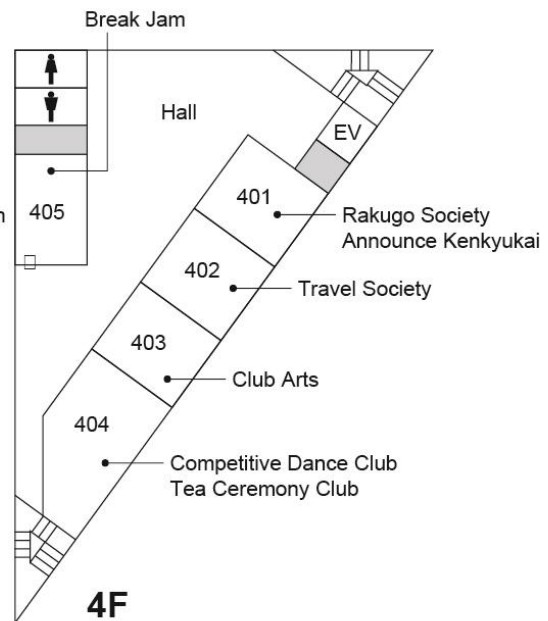 Break Jam
Hall
EV
405
401
Rakugo Society
Announce Kenkyukai
402
Travel Society
403
Club Arts
404
Competitive Dance Club
Tea Ceremony Club
4F